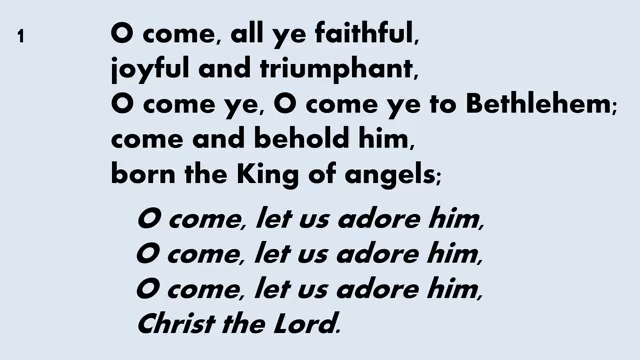 1 O come, all ye faithful,
joyful and triumphant,
O come ye, O come ye to Bethlehem;
come and behold him,
born the King of angels;
O come, let us adore him,
O come, let us adore him,
O come, let us adore him,
Christ the Lord.